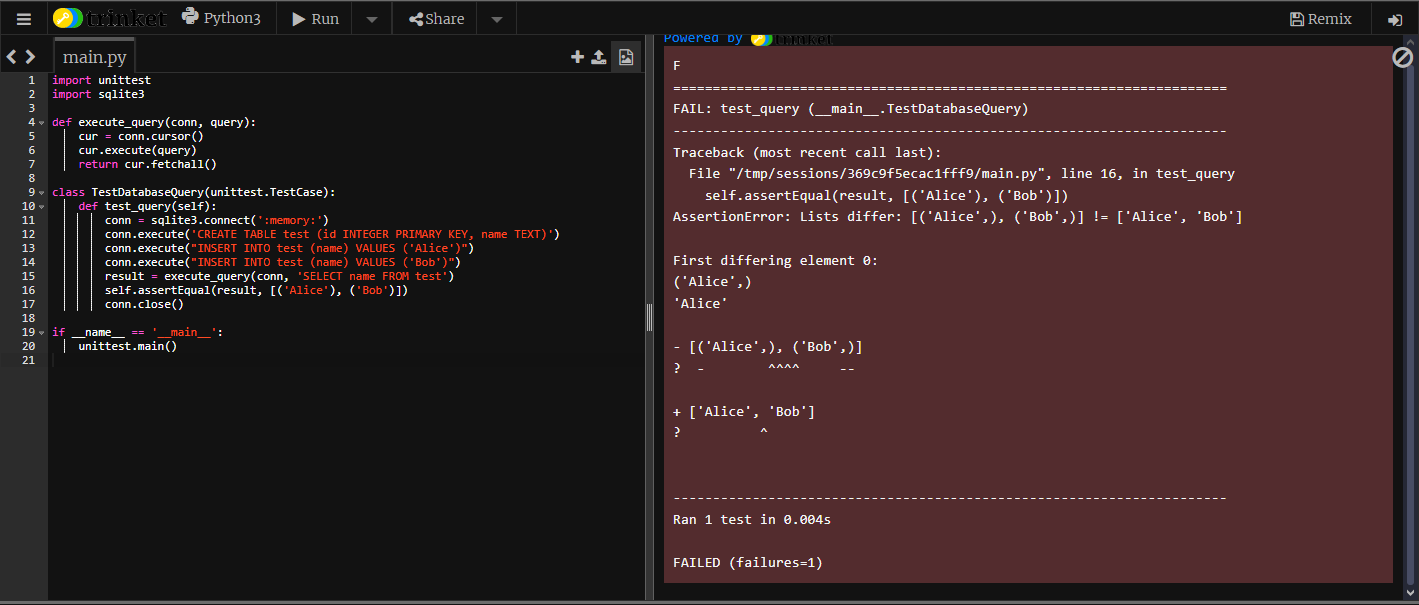 trinket Python3 Run Share Remix
main.py
1 import unittest
2 import sqlite3
3
4 def execute_query(conn, query):
5     cur = conn.cursor()
6     cur.execute(query)
7     return cur.fetchall()
8
9 class TestDatabaseQuery(unittest.TestCase):
10     def test_query(self):
11         conn = sqlite3.connect(':memory:')
12         conn.execute('CREATE TABLE test (id INTEGER PRIMARY KEY, name TEXT)')
13         conn.execute("INSERT INTO test (name) VALUES ('Alice')")
14         conn.execute("INSERT INTO test (name) VALUES ('Bob')")
15         result = execute_query(conn, 'SELECT name FROM test')
16         self.assertEqual(result, [('Alice'), ('Bob')])
17         conn.close()
18
19 if __name__ == '__main__':
20     unittest.main()
21
Powered by trinket
F
======================================================================
FAIL: test_query (__main__.TestDatabaseQuery)
----------------------------------------------------------------------
Traceback (most recent call last):
  File "/tmp/sessions/369c9f5ecac1fff9/main.py", line 16, in test_query
    self.assertEqual(result, [('Alice'), ('Bob')])
AssertionError: Lists differ: [('Alice',), ('Bob',)] != ['Alice', 'Bob']

First differing element 0:
('Alice',)
'Alice'

- [('Alice',), ('Bob',)]
?  -        ^^^^     --

+ ['Alice', 'Bob']
?           ^


----------------------------------------------------------------------
Ran 1 test in 0.004s

FAILED (failures=1)